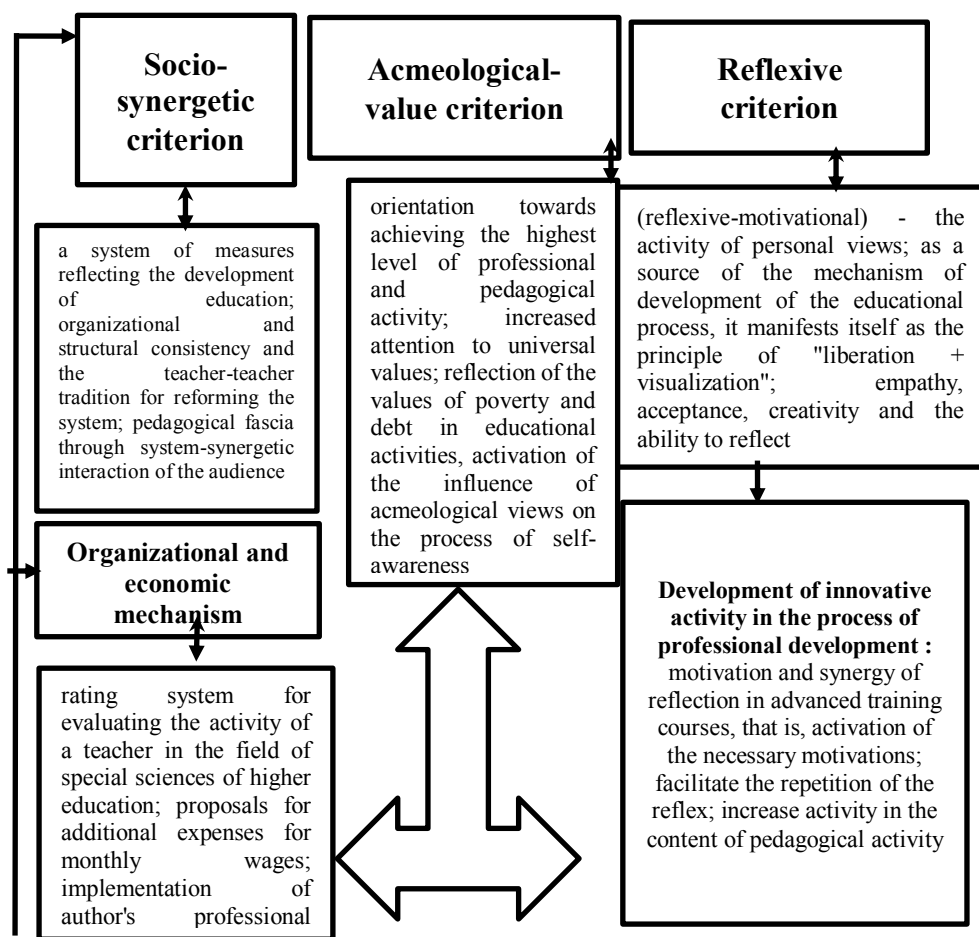 Socio-
synergetic
criterion
Acmeological-
value criterion
Reflexive
criterion
a system of measures
reflecting the development
of education;
organizational and
structural consistency and
the teacher-teacher
tradition for reforming the
system; pedagogical fascia
through system-synergetic
interaction of the audience
orientation towards
achieving the highest
level of professional
and pedagogical
activity; increased
attention to universal
values; reflection of the
values of poverty and
debt in educational
activities, activation of
the influence of
acmeological views on
the process of self-
awareness
(reflexive-motivational) - the
activity of personal views; as a
source of the mechanism of
development of the educational
process, it manifests itself as the
principle of "liberation +
visualization"; empathy,
acceptance, creativity and the
ability to reflect
Organizational and
economic
mechanism
rating system for
evaluating the activity of
a teacher in the field of
special sciences of higher
education; proposals for
additional expenses for
monthly wages;
implementation of
author's professional
Development of innovative
activity in the process of
professional development :
motivation and synergy of
reflection in advanced training
courses, that is, activation of
the necessary motivations;
facilitate the repetition of the
reflex; increase activity in the
content of pedagogical activity